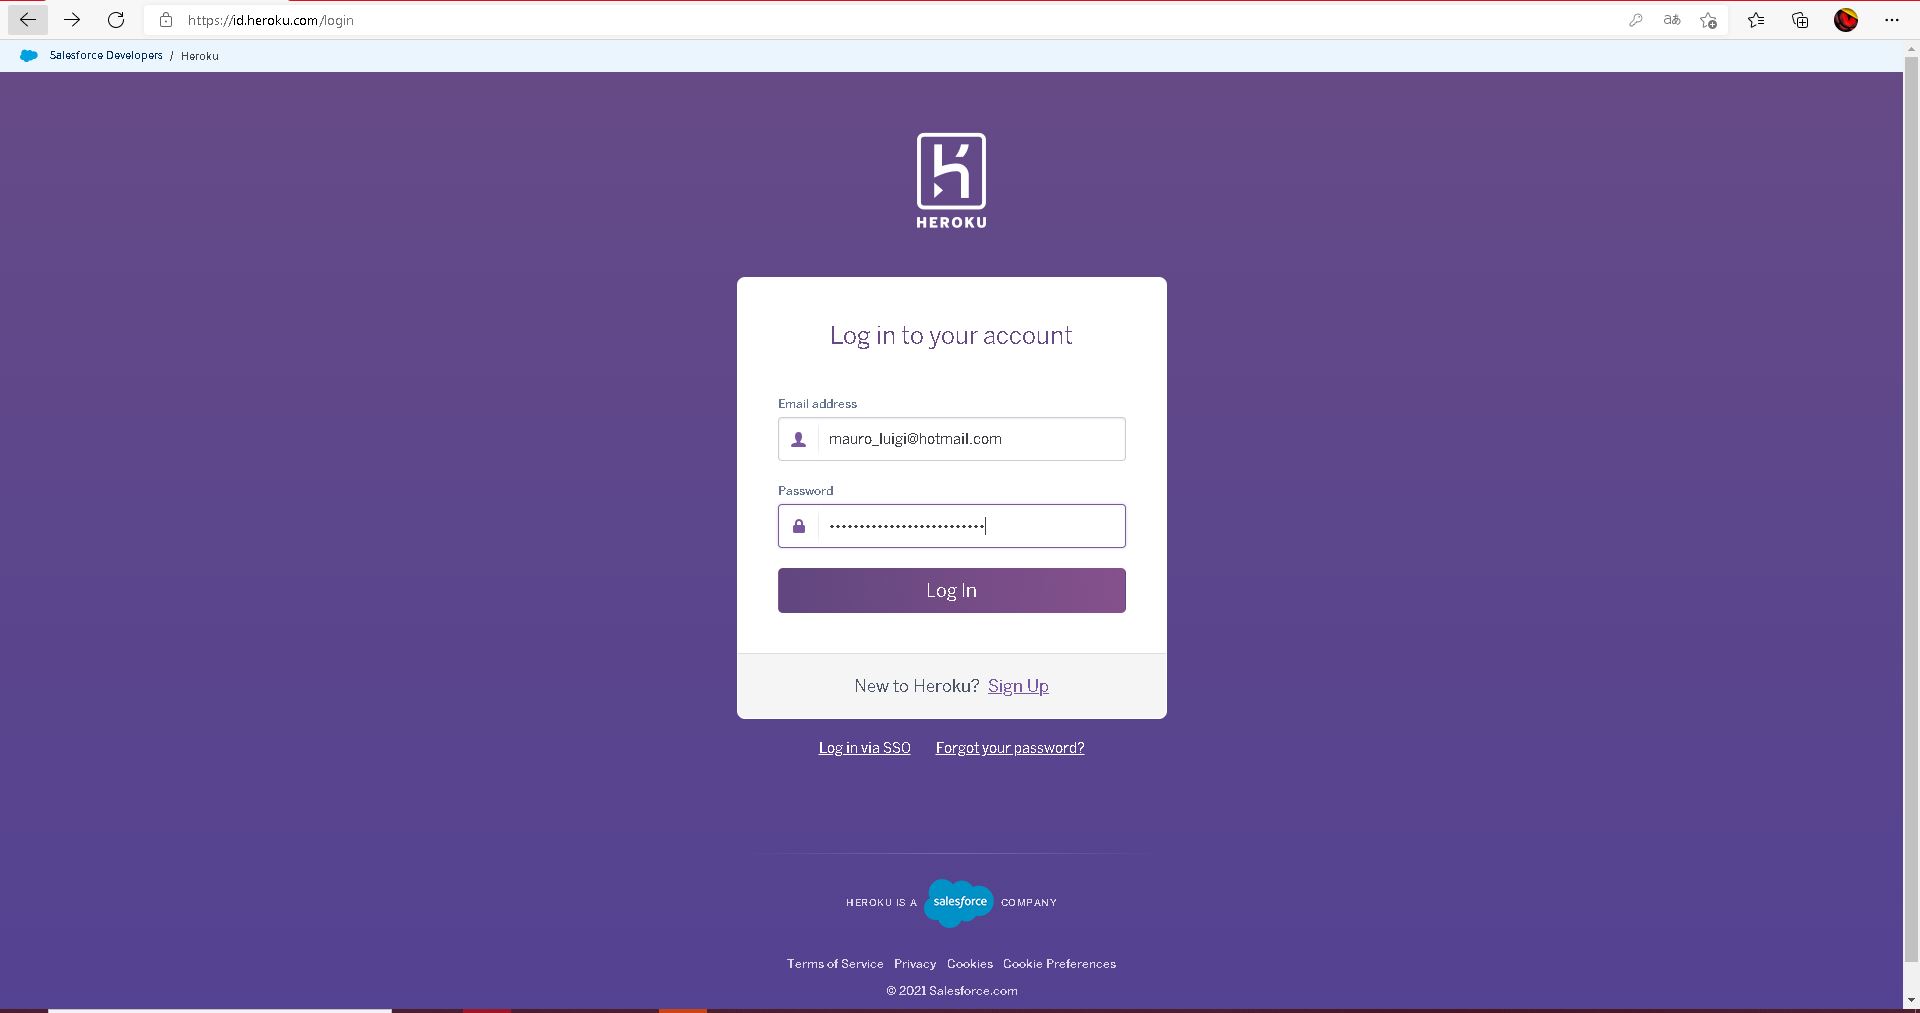 https://id.heroku.com/login
aあ
Salesforce Developers / Heroku
HEROKU
Log in to your account
Email address
mauro_luigi@hotmail.com
Password
••••••••••••••••••••••••••
Log In
New to Heroku? Sign Up
Log in via SSO Forgot your password?
HEROKU IS A salesforce COMPANY
Terms of Service Privacy Cookies Cookie Preferences
© 2021 Salesforce.com